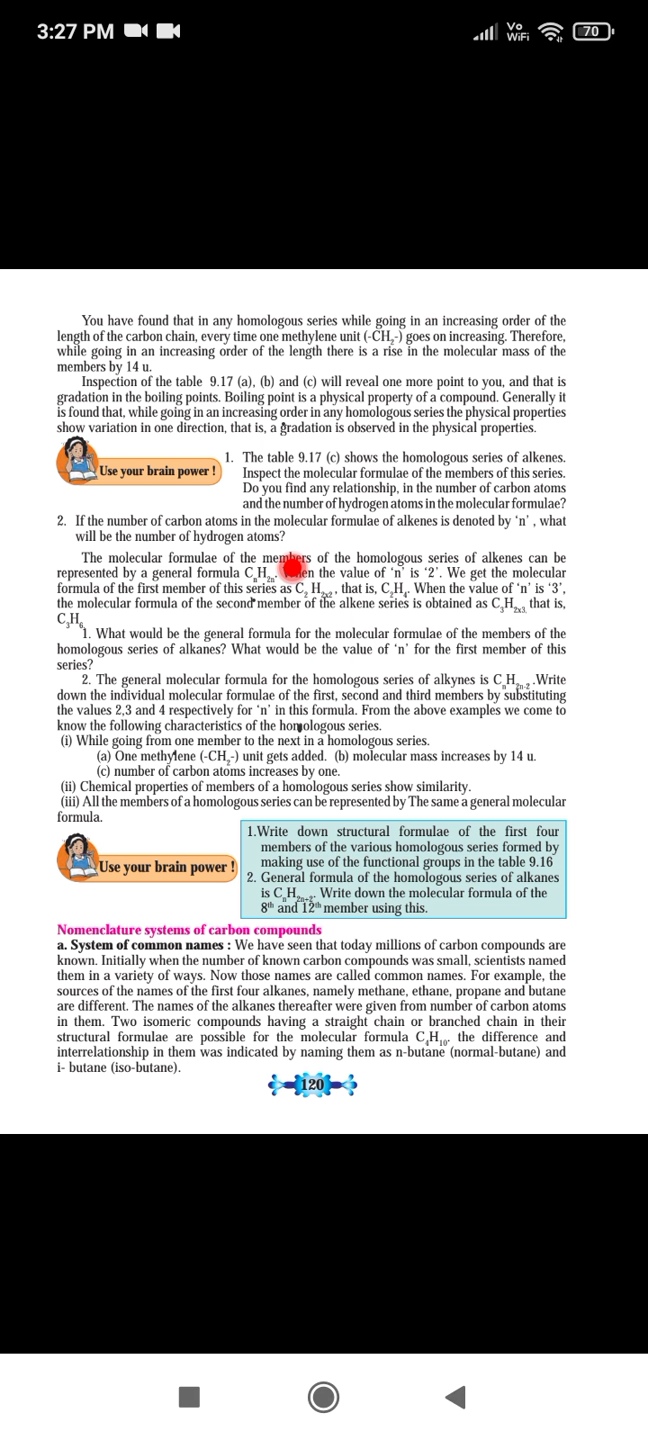 3:27 PM
Vo
WiFi
70
You have found that in any homologous series while going in an increasing order of the
length of the carbon chain, every time one methylene unit (-CH₂-) goes on increasing. Therefore,
while going in an increasing order of the length there is a rise in the molecular mass of the
members by 14 u.
Inspection of the table 9.17 (a), (b) and (c) will reveal one more point to you, and that is
gradation in the boiling points. Boiling point is a physical property of a compound. Generally it
is found that, while going in an increasing order in any homologous series the physical properties
show variation in one direction, that is, a gradation is observed in the physical properties.
Use your brain power !
1. The table 9.17 (c) shows the homologous series of alkenes.
Inspect the molecular formulae of the members of this series.
Do you find any relationship, in the number of carbon atoms
and the number of hydrogen atoms in the molecular formulae?
2. If the number of carbon atoms in the molecular formulae of alkenes is denoted by ‘n’ , what
will be the number of hydrogen atoms?
The molecular formulae of the members of the homologous series of alkenes can be
represented by a general formula CₙH₂ₙ. en the value of ‘n’ is ‘2’. We get the molecular
formula of the first member of this series as C₂ H₂ₓ₂, that is, C₂H₄. When the value of ‘n’ is ‘3’,
the molecular formula of the second member of the alkene series is obtained as C₃H₂ₓ₃, that is,
C₃H₆.
1. What would be the general formula for the molecular formulae of the members of the
homologous series of alkanes? What would be the value of ‘n’ for the first member of this
series?
2. The general molecular formula for the homologous series of alkynes is CₙH₂ₙ₋₂.Write
down the individual molecular formulae of the first, second and third members by substituting
the values 2,3 and 4 respectively for ‘n’ in this formula. From the above examples we come to
know the following characteristics of the homologous series.
(i) While going from one member to the next in a homologous series.
(a) One methylene (-CH₂-) unit gets added. (b) molecular mass increases by 14 u.
(c) number of carbon atoms increases by one.
(ii) Chemical properties of members of a homologous series show similarity.
(iii) All the members of a homologous series can be represented by The same a general molecular
formula.
Use your brain power !
1.Write down structural formulae of the first four
members of the various homologous series formed by
making use of the functional groups in the table 9.16
2. General formula of the homologous series of alkanes
is CₙH₂ₙ₊₂. Write down the molecular formula of the
8ᵗʰ and 12ᵗʰ member using this.
Nomenclature systems of carbon compounds
a. System of common names : We have seen that today millions of carbon compounds are
known. Initially when the number of known carbon compounds was small, scientists named
them in a variety of ways. Now those names are called common names. For example, the
sources of the names of the first four alkanes, namely methane, ethane, propane and butane
are different. The names of the alkanes thereafter were given from number of carbon atoms
in them. Two isomeric compounds having a straight chain or branched chain in their
structural formulae are possible for the molecular formula C₄H₁₀. the difference and
interrelationship in them was indicated by naming them as n-butane (normal-butane) and
i- butane (iso-butane).
120